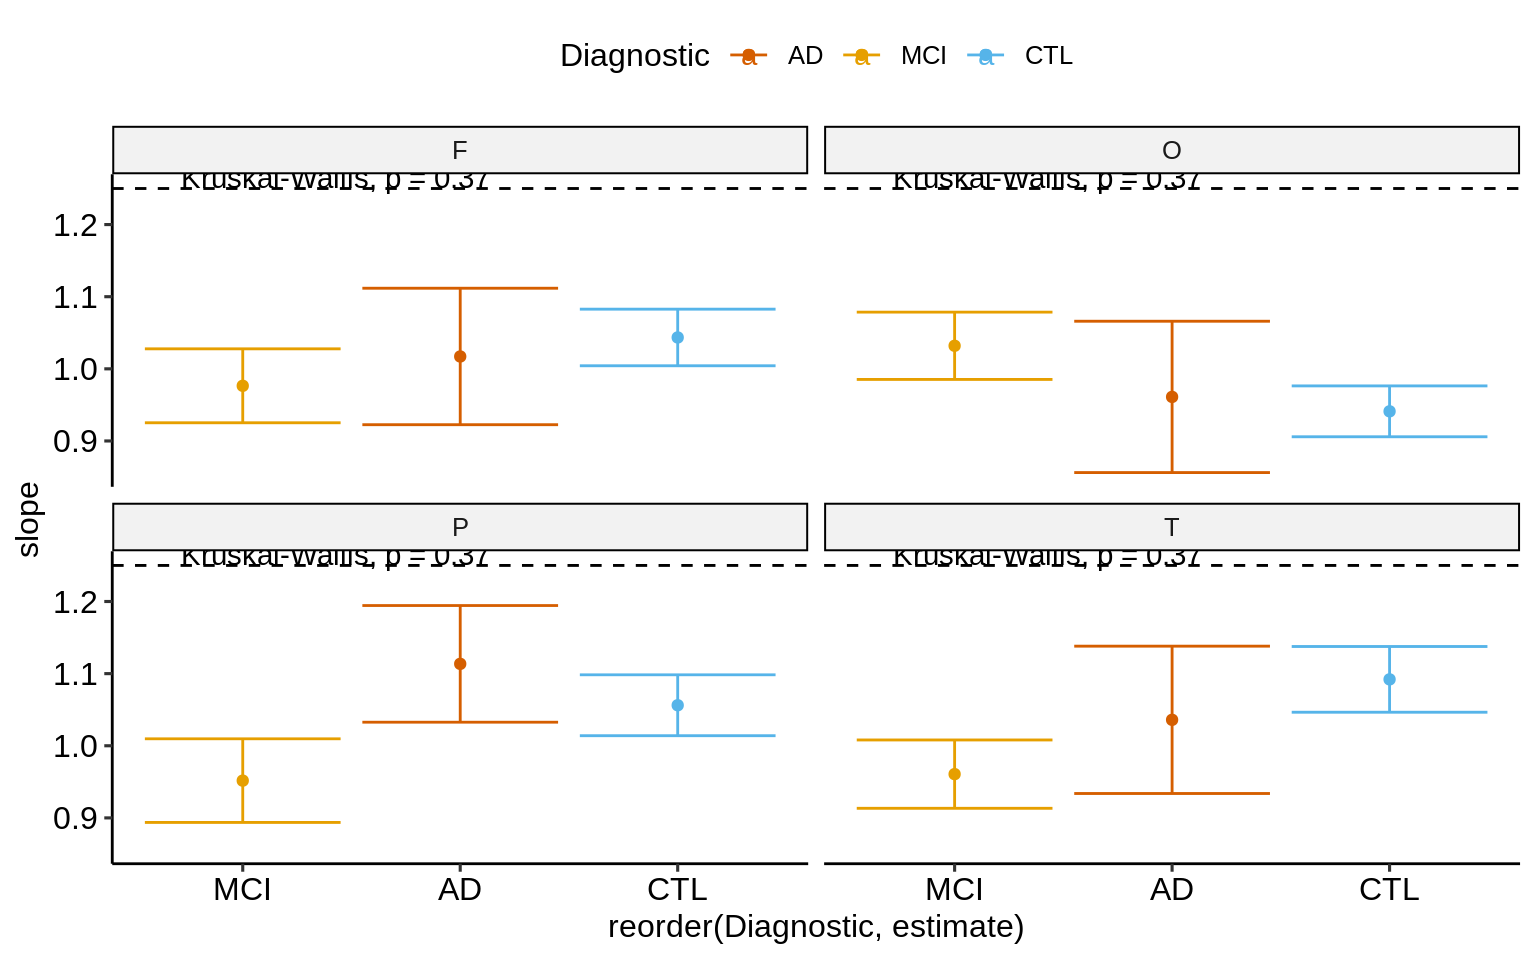 Diagnostic AD MCI CTL
F
O
Kruskal-Wallis, p = 0.37
Kruskal-Wallis, p = 0.37
1.2
1.1
1.0
0.9
slope
P
T
Kruskal-Wallis, p = 0.37
Kruskal-Wallis, p = 0.37
1.2
1.1
1.0
0.9
MCI AD CTL
MCI AD CTL
reorder(Diagnostic, estimate)